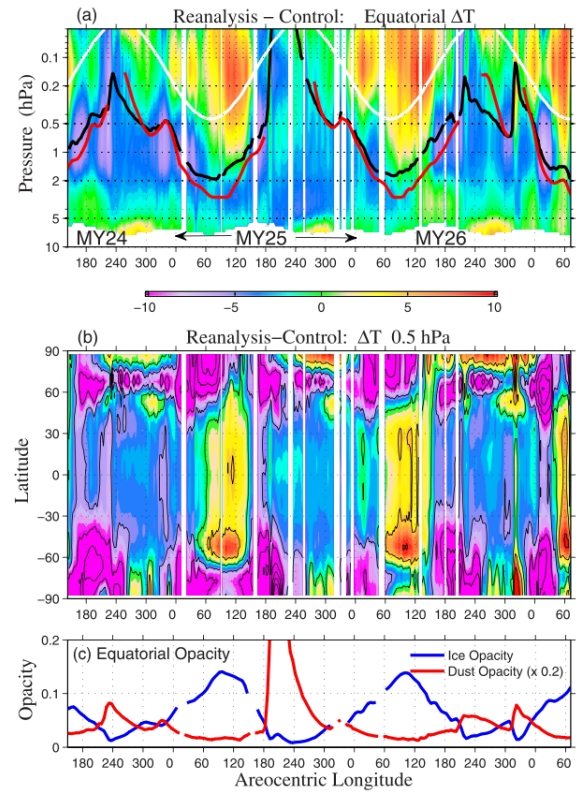 (a) Reanalysis − Control: Equatorial ΔT
0.1
0.5
1
2
5
10
Pressure (hPa)
MY24 MY25 MY26
180 240 300 0 60 120 180 240 300 0 60 120 180 240 300 0 60
−10 −5 0 5 10
(b) Reanalysis−Control: ΔT 0.5 hPa
90
60
30
0
−30
−60
−90
Latitude
180 240 300 0 60 120 180 240 300 0 60 120 180 240 300 0 60
(c) Equatorial Opacity
Ice Opacity
Dust Opacity (x 0.2)
0.2
0.1
0
Opacity
180 240 300 0 60 120 180 240 300 0 60 120 180 240 300 0 60
Areocentric Longitude